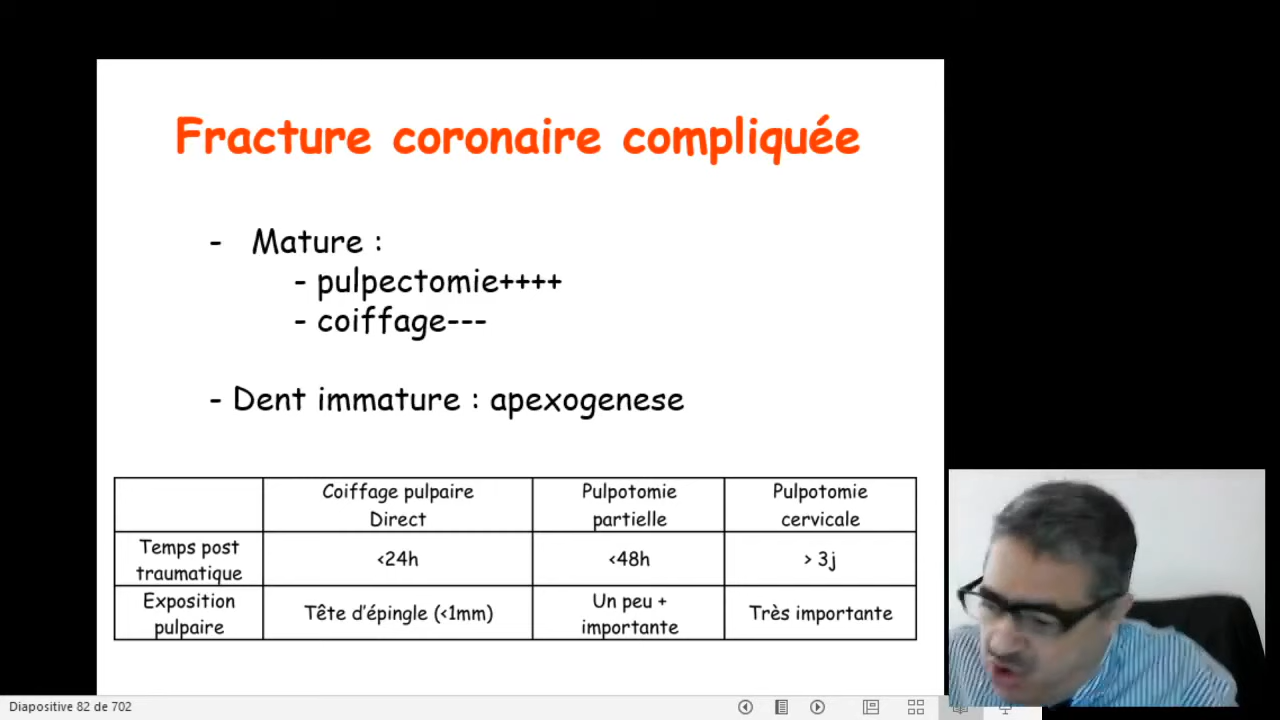 Fracture coronaire compliquée
- Mature :
- pulpectomie++++
- coiffage---
- Dent immature : apexogenese
Coiffage pulpaire
Direct
Pulpotomie
partielle
Pulpotomie
cervicale
Temps post
traumatique
<24h
<48h
> 3j
Exposition
pulpaire
Tête d'épingle (<1mm)
Un peu +
importante
Très importante
Diapositive 82 de 702